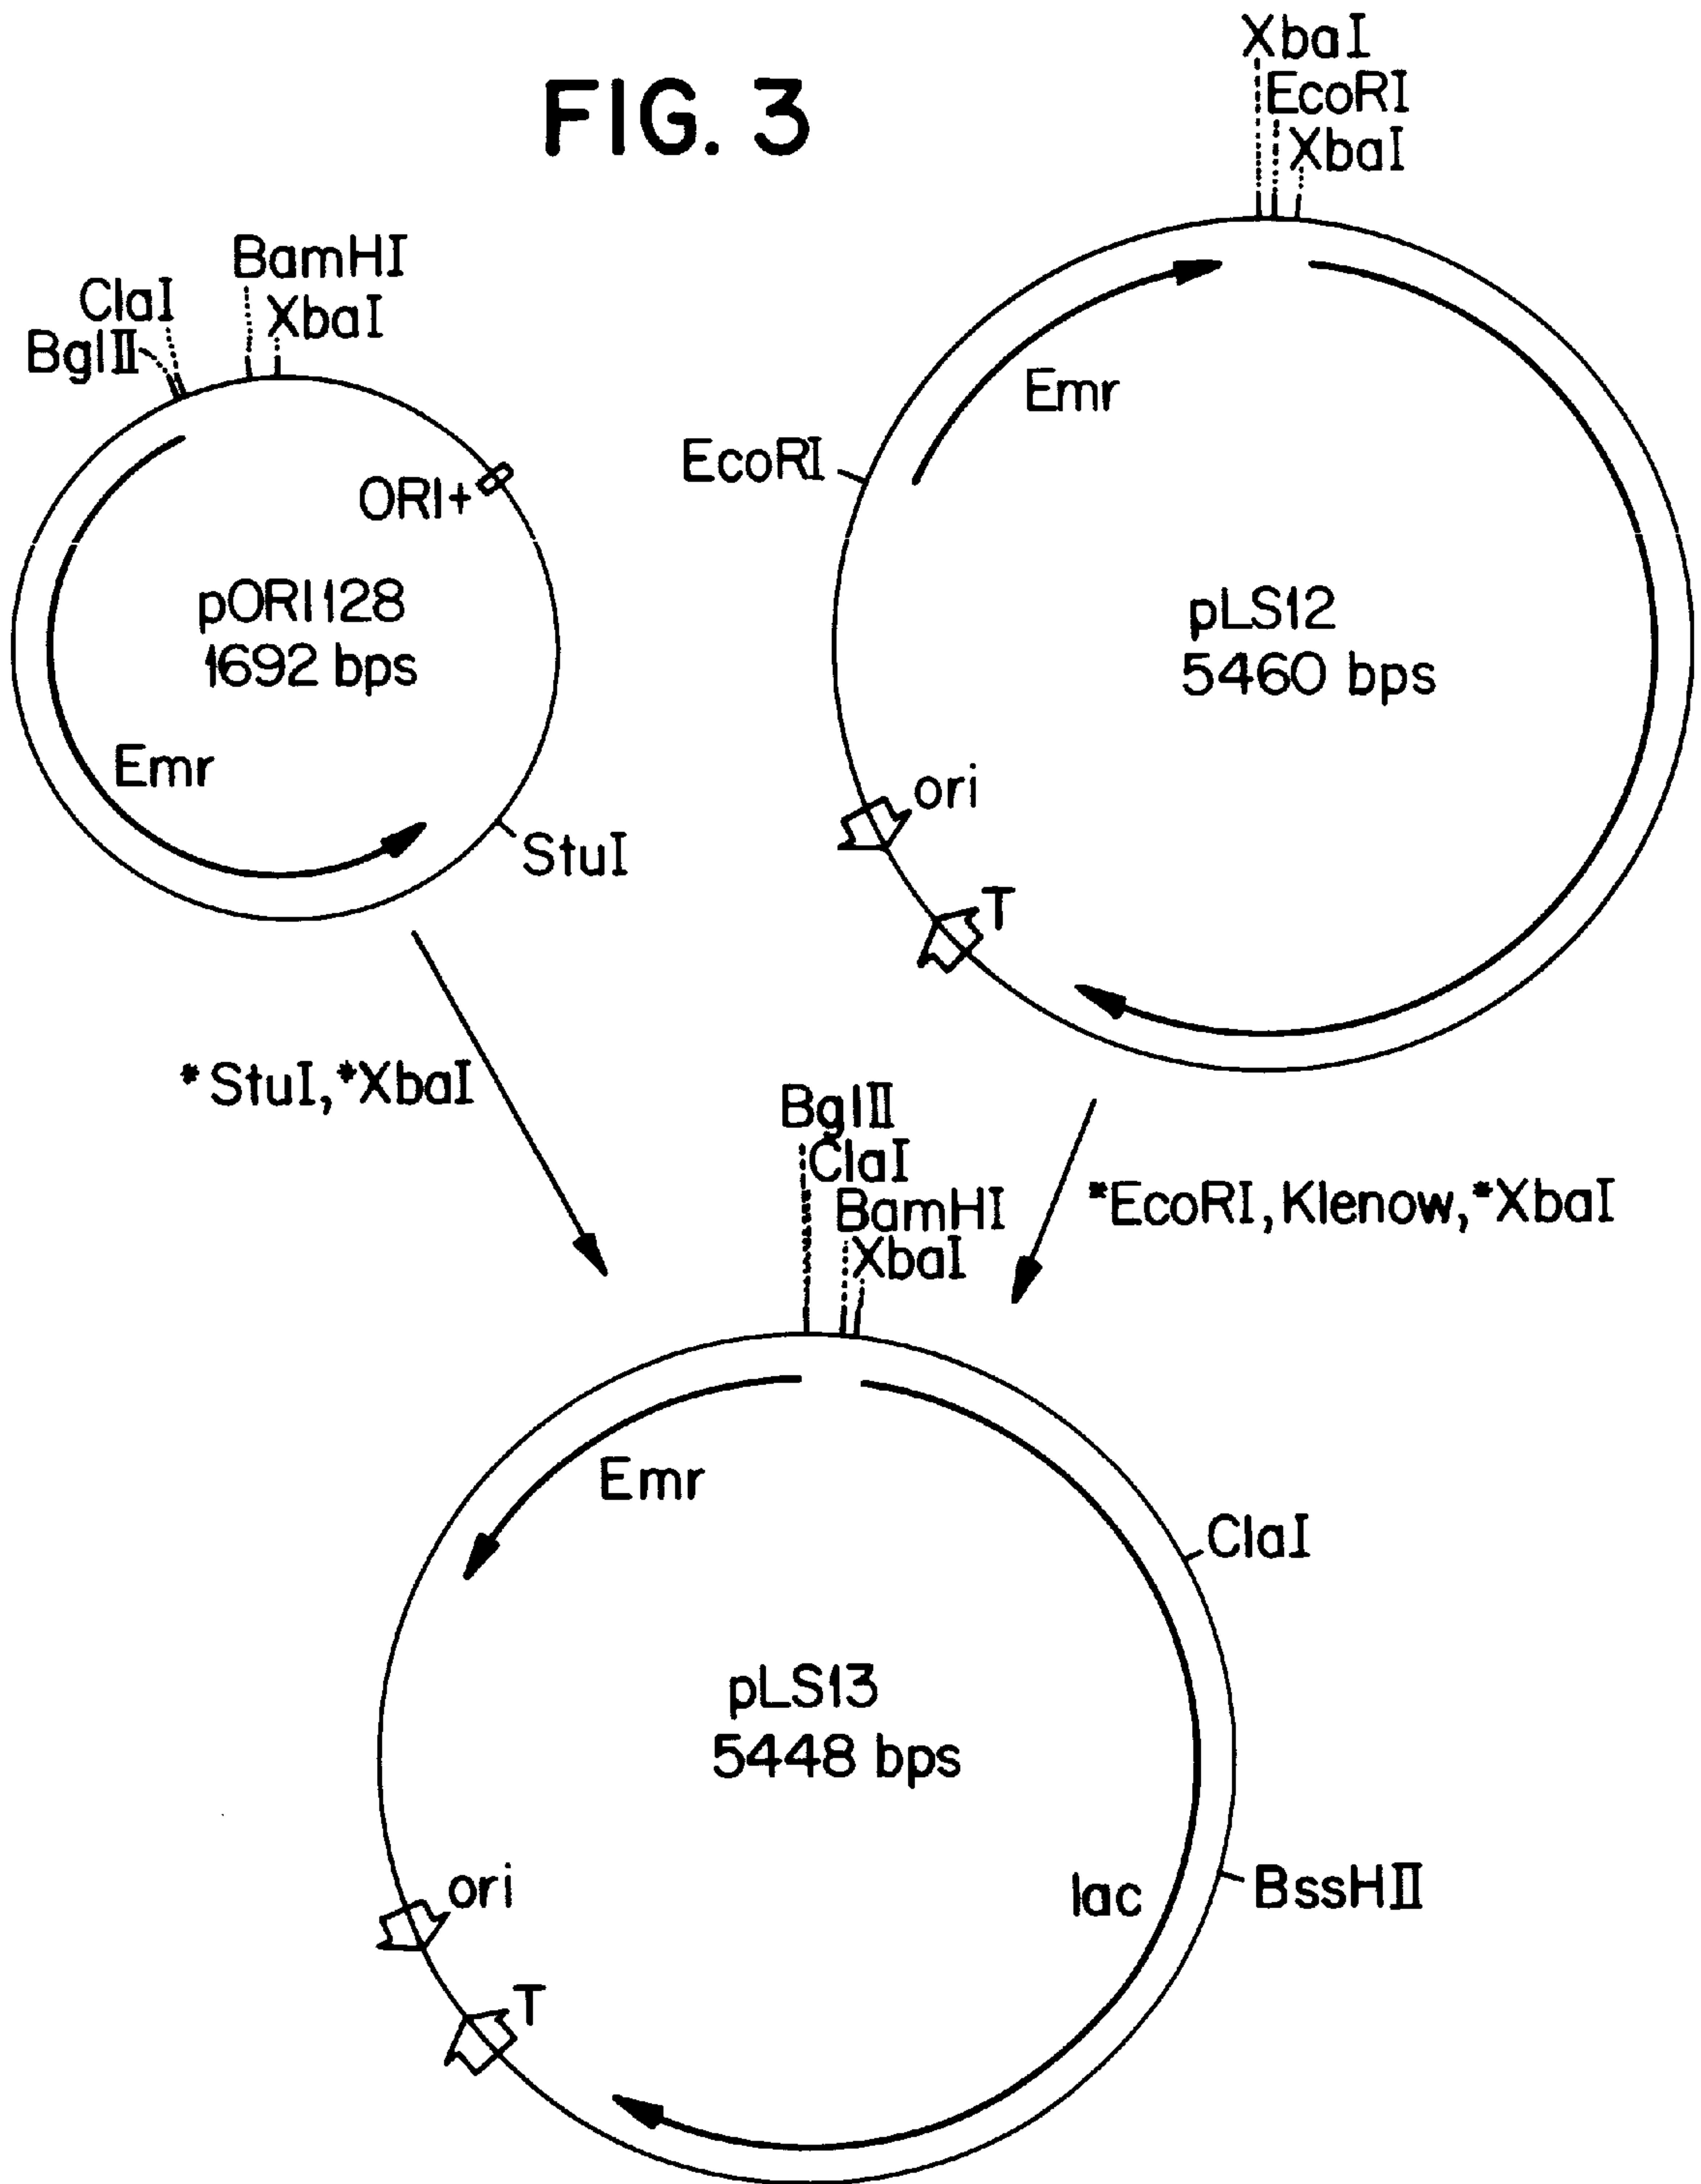 FIG. 3
BamHI
ClaI
XbaI
BglII
ORI+
pORI128
1692 bps
Emr
StuI
XbaI
EcoRI
XbaI
Emr
EcoRI
pLS12
5460 bps
ori
T
*StuI,*XbaI
*EcoRI, Klenow,*XbaI
BglII
ClaI
BamHI
XbaI
Emr
ClaI
pLS13
5448 bps
ori
lac
BssHII
T